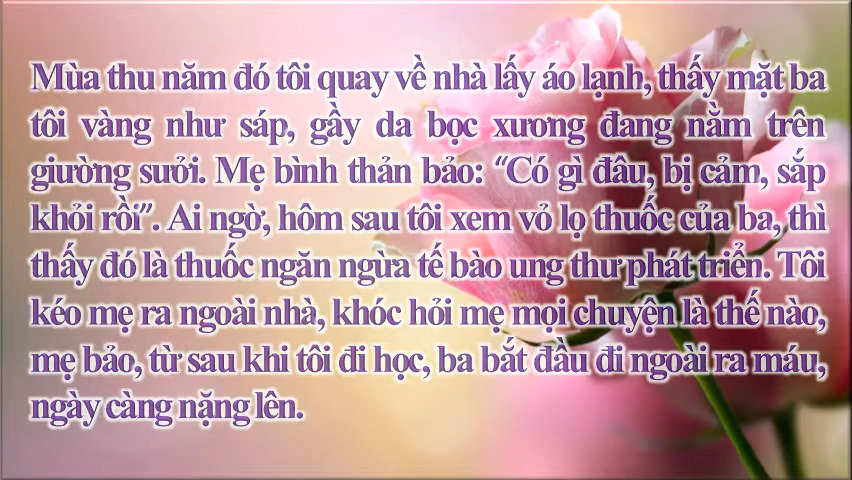 Mùa thu năm đó tôi quay về nhà lấy áo lạnh, thấy mặt ba
tôi vàng như sáp, gầy da bọc xương đang nằm trên
giường sưởi. Mẹ bình thản bảo: “Có gì đâu, bị cảm, sắp
khỏi rồi”. Ai ngờ, hôm sau tôi xem vỏ lọ thuốc của ba, thì
thấy đó là thuốc ngăn ngừa tế bào ung thư phát triển. Tôi
kéo mẹ ra ngoài nhà, khóc hỏi mẹ mọi chuyện là thế nào,
mẹ bảo, từ sau khi tôi đi học, ba bắt đầu đi ngoài ra máu,
ngày càng nặng lên.